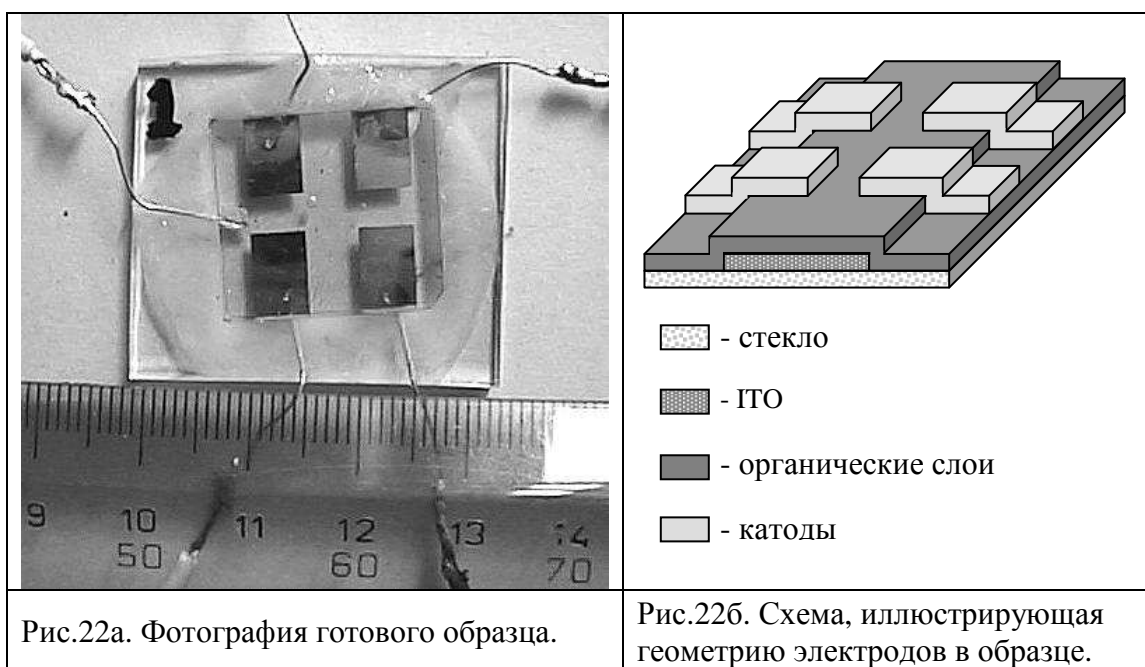 1
9 10 11 12 13 14
50 60 70
- стекло
- ITO
- органические слои
- катоды
Рис.22а. Фотография готового образца.
Рис.22б. Схема, иллюстрирующая
геометрию электродов в образце.